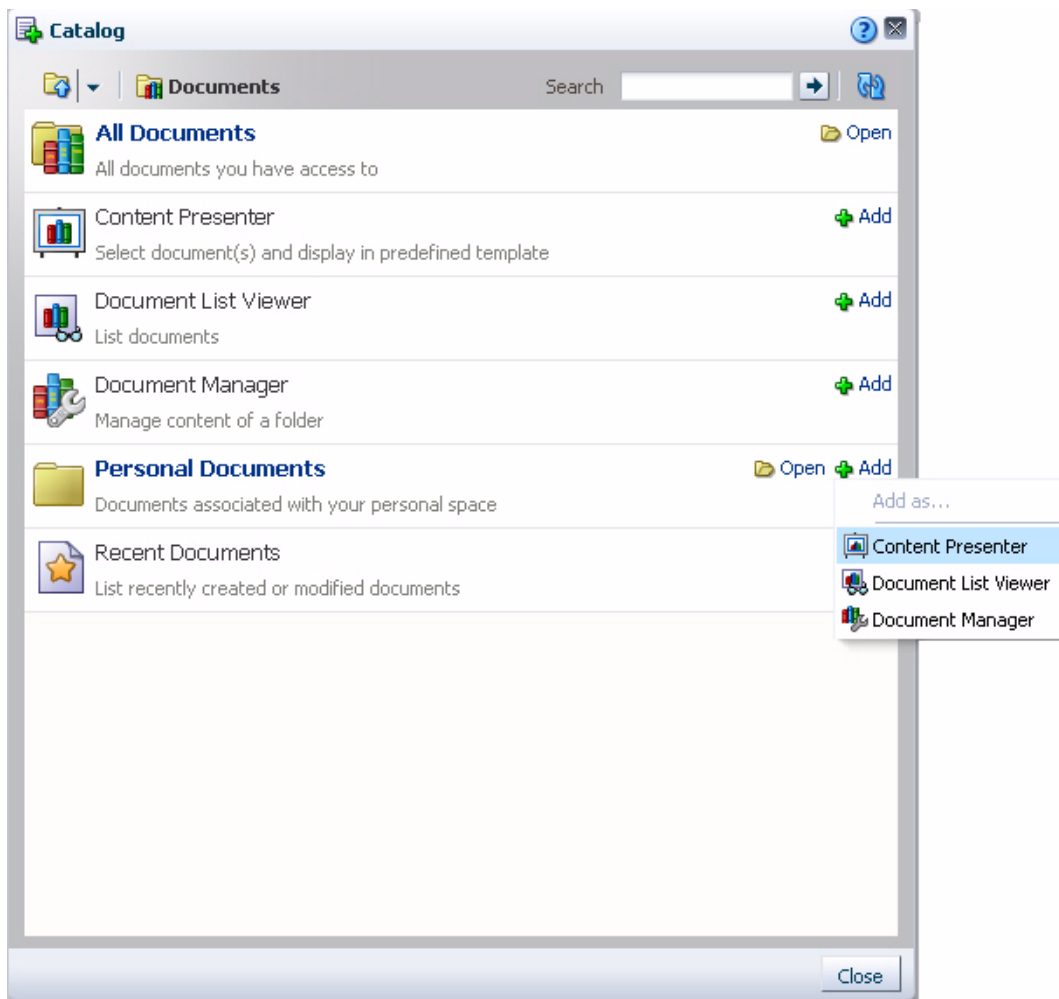 Catalog
Documents Search
All Documents Open
All documents you have access to
Content Presenter Add
Select document(s) and display in predefined template
Document List Viewer Add
List documents
Document Manager Add
Manage content of a folder
Personal Documents Open Add
Documents associated with your personal space
Add as...
Recent Documents
List recently created or modified documents
Content Presenter
Document List Viewer
Document Manager
Close